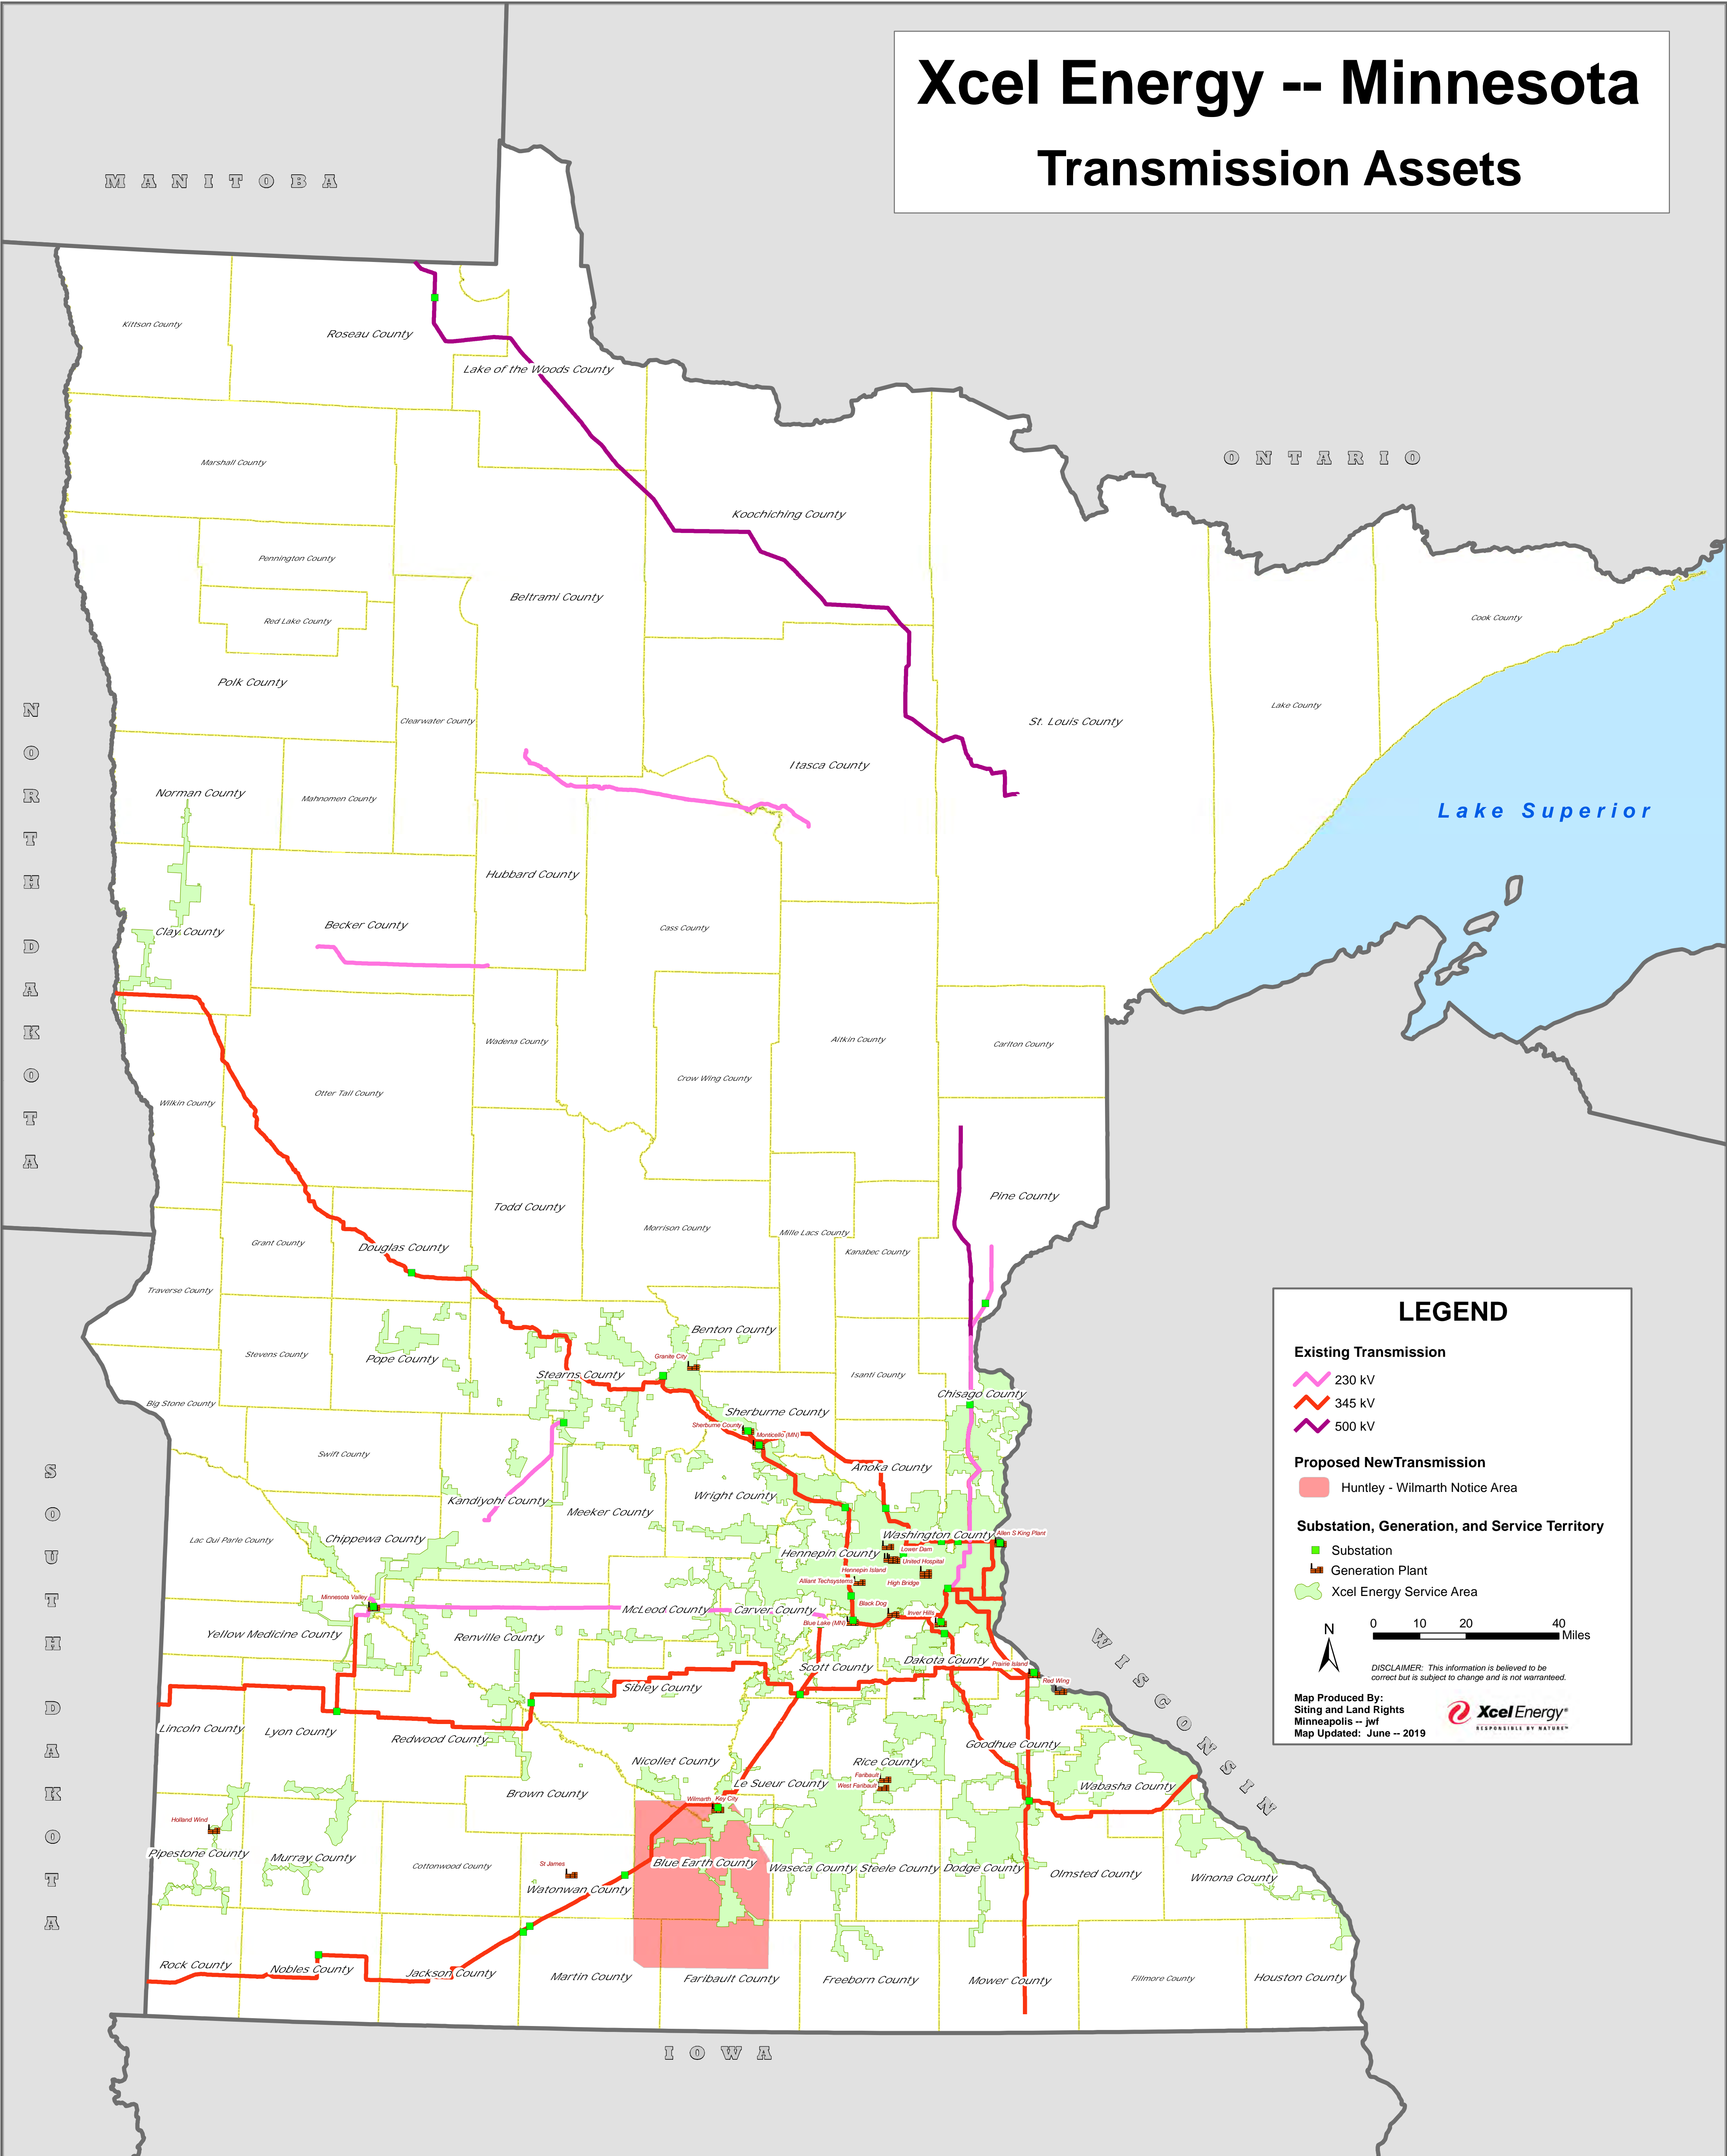 Xcel Energy -- Minnesota
Transmission Assets
MANITOBA
ONTARIO
NORTH DAKOTA
SOUTH DAKOTA
WISCONSIN
IOWA
Lake Superior
Kittson County
Roseau County
Lake of the Woods County
Marshall County
Koochiching County
Pennington County
Beltrami County
Red Lake County
Cook County
Polk County
Clearwater County
St. Louis County
Lake County
Itasca County
Norman County
Mahnomen County
Hubbard County
Becker County
Clay County
Cass County
Wadena County
Aitkin County
Carlton County
Crow Wing County
Otter Tail County
Wilkin County
Todd County
Pine County
Morrison County
Mille Lacs County
Grant County
Douglas County
Kanabec County
Traverse County
Benton County
Stevens County
Pope County
Granite City
Stearns County
Isanti County
Chisago County
Big Stone County
Sherburne County
Sherburne County
Monticello (MN)
Swift County
Anoka County
Kandiyohi County
Wright County
Meeker County
Lac Qui Parle County
Chippewa County
Washington County
Allen S King Plant
Hennepin County
Lower Dam
United Hospital
Hennepin Island
Alliant Techsystems
High Bridge
Minnesota Valley
Black Dog
McLeod County
Carver County
Inver Hills
Blue Lake (MN)
Yellow Medicine County
Renville County
Dakota County
Prairie Island
Scott County
Red Wing
Sibley County
Lincoln County
Lyon County
Redwood County
Goodhue County
Nicollet County
Rice County
Faribault
West Faribault
Le Sueur County
Wabasha County
Brown County
Wilmarth
Key City
Holland Wind
Pipestone County
Murray County
Cottonwood County
St James
Blue Earth County
Waseca County
Steele County
Dodge County
Olmsted County
Winona County
Watonwan County
Rock County
Nobles County
Jackson County
Martin County
Faribault County
Freeborn County
Mower County
Fillmore County
Houston County
LEGEND
Existing Transmission
230 kV
345 kV
500 kV
Proposed NewTransmission
Huntley - Wilmarth Notice Area
Substation, Generation, and Service Territory
Substation
Generation Plant
Xcel Energy Service Area
N
0 10 20 40
Miles
DISCLAIMER: This information is believed to be
correct but is subject to change and is not warranteed.
Map Produced By:
Siting and Land Rights
Minneapolis -- jwf
Map Updated: June -- 2019
Xcel Energy®
RESPONSIBLE BY NATURE™